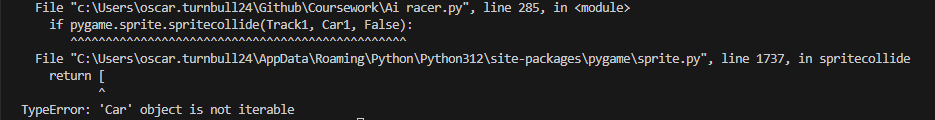 File "c:\Users\oscar.turnbull24\Github\Coursework\Ai racer.py", line 285, in <module>
if pygame.sprite.spritecollide(Track1, Car1, False):
^^^^^^^^^^^^^^^^^^^^^^^^^^^^^^^^^^^^^^^^^^^^^^^^
File "C:\Users\oscar.turnbull24\AppData\Roaming\Python\Python312\site-packages\pygame\sprite.py", line 1737, in spritecollide
return [
^
TypeError: 'Car' object is not iterable